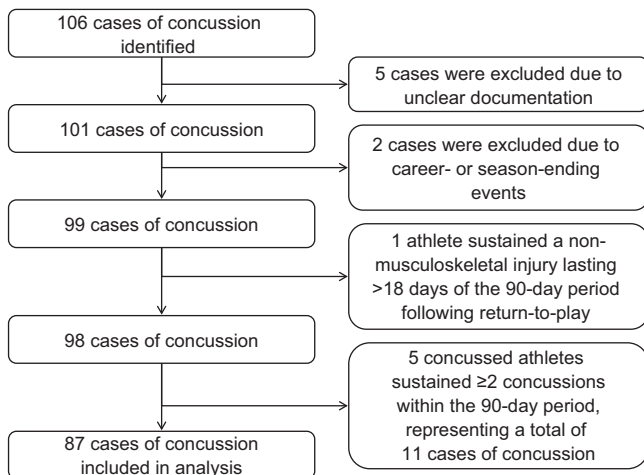 106 cases of concussion
identified
5 cases were excluded due to
unclear documentation
101 cases of concussion
2 cases were excluded due to
career- or season-ending
events
99 cases of concussion
1 athlete sustained a non-
musculoskeletal injury lasting
>18 days of the 90-day period
following return-to-play
98 cases of concussion
5 concussed athletes
sustained ≥2 concussions
within the 90-day period,
representing a total of
11 cases of concussion
87 cases of concussion
included in analysis